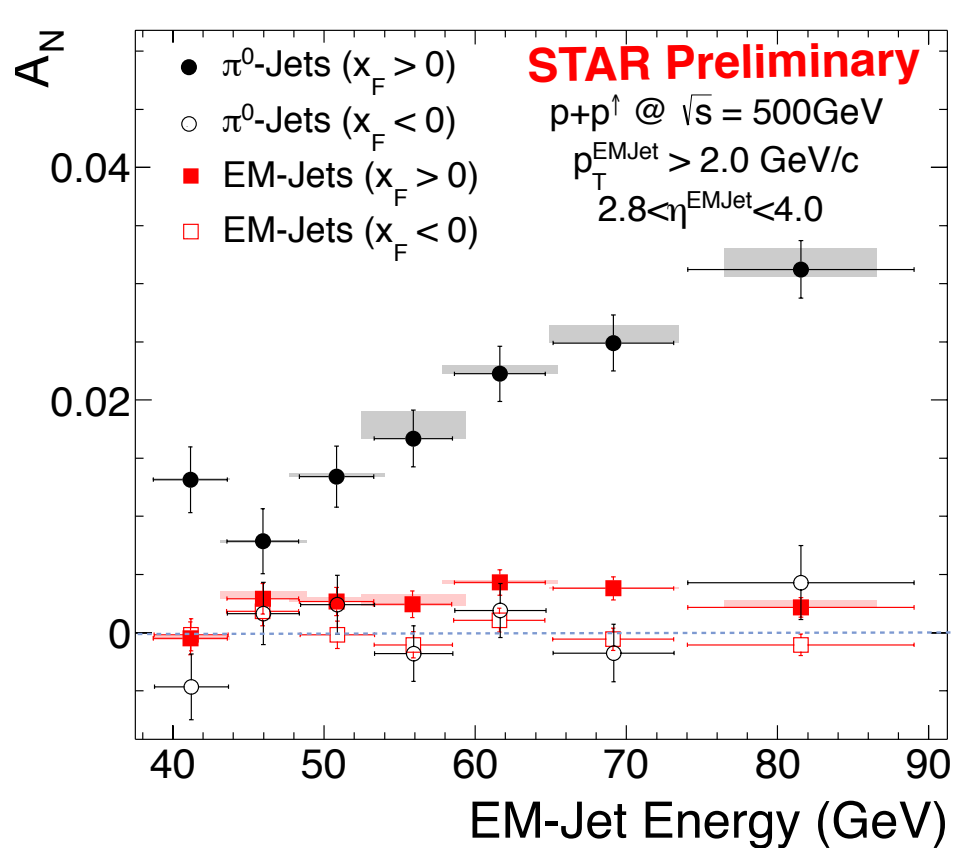 A_N
π⁰-Jets (x_F > 0)
π⁰-Jets (x_F < 0)
EM-Jets (x_F > 0)
EM-Jets (x_F < 0)
STAR Preliminary
p+p↑ @ √s = 500GeV
p_T^EMJet > 2.0 GeV/c
2.8<η^EMJet<4.0
0.04
0.02
0
40 50 60 70 80 90
EM-Jet Energy (GeV)